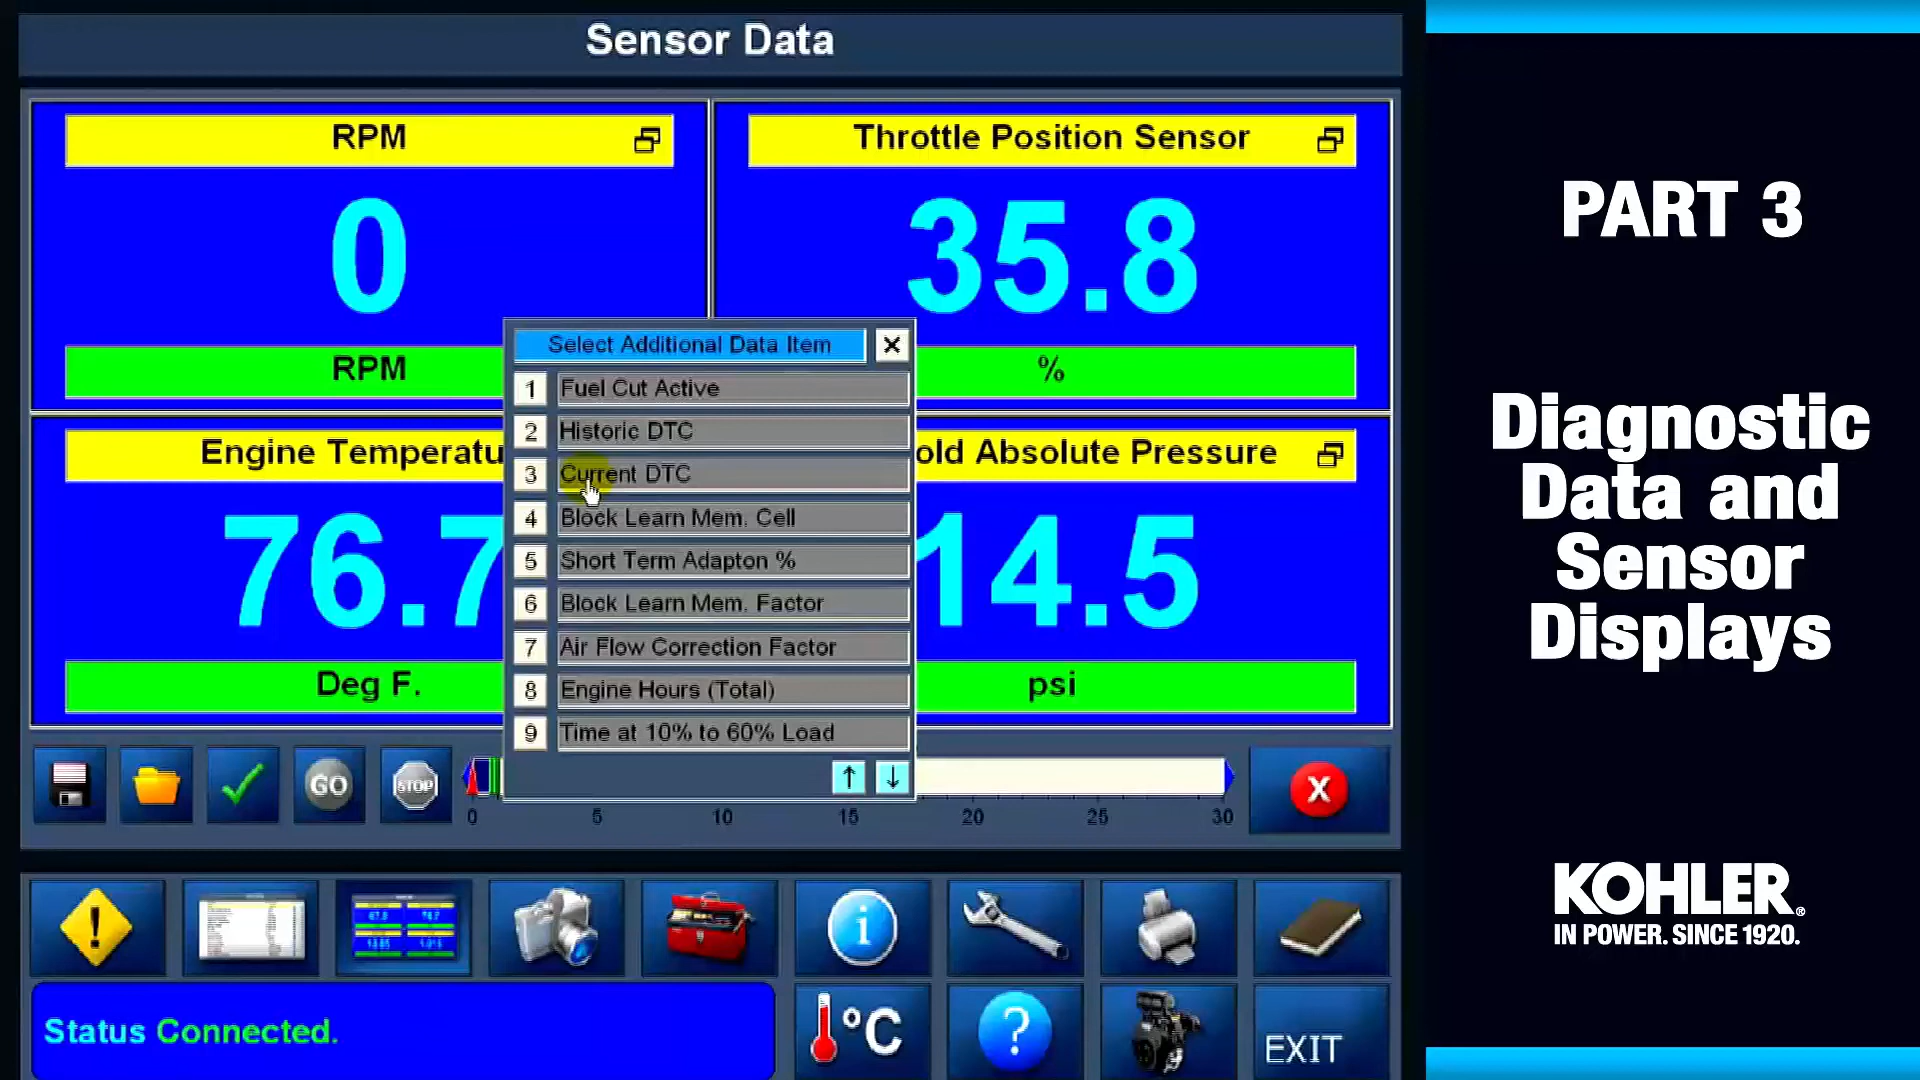 Sensor Data
RPM
0
RPM
Throttle Position Sensor
35.8
%
Engine Temperatu
76.7
Deg F.
old Absolute Pressure
14.5
psi
Select Additional Data Item
1 Fuel Cut Active
2 Historic DTC
3 Current DTC
4 Block Learn Mem. Cell
5 Short Term Adapton %
6 Block Learn Mem. Factor
7 Air Flow Correction Factor
8 Engine Hours (Total)
9 Time at 10% to 60% Load
GO
STOP
0 5 10 15 20 25 30
X
Status Connected.
°C
?
EXIT
PART 3
Diagnostic
Data and
Sensor
Displays
KOHLER®
IN POWER. SINCE 1920.